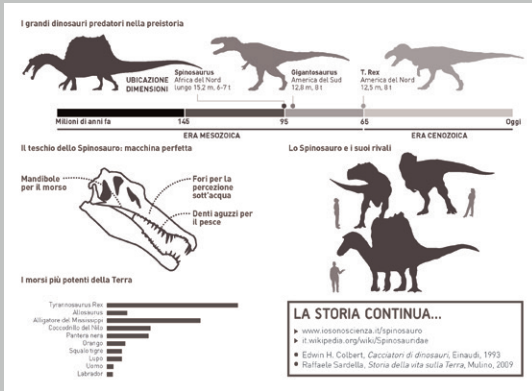 I grandi dinosauri predatori nella preistoria
UBICAZIONE
DIMENSIONI
Spinosaurus
Africa del Nord
lungo 15.2 m, 6-7 t
Gigantosaurus
America del Sud
12,8 m, 8 t
T. Rex
America del Nord
12,5 m, 8 t
Milioni di anni fa
145
95
65
Oggi
ERA MESOZOICA
ERA CENOZOICA
Il teschio dello Spinosauro: macchina perfetta
Mandibole
per il morso
Fori per la
percezione
sott'acqua
Denti aguzzi per
il pesce
Lo Spinosauro e i suoi rivali
I morsi più potenti della Terra
Tyrannosaurus Rex
Allosaurus
Alligatore del Mississippi
Coccodrillo del Nilo
Pantera nera
Orango
Squalo tigre
Lupo
Uomo
Labrador
LA STORIA CONTINUA...
▸ www.iosonoscienza.it/spinosauro
▸ it.wikipedia.org/wiki/Spinosaundae
• Edwin H. Colbert, Cacciatori di dinosauri, Einaudi, 1993
• Raffaele Sardella, Storia della vita sulla Terra, Mulino, 2009